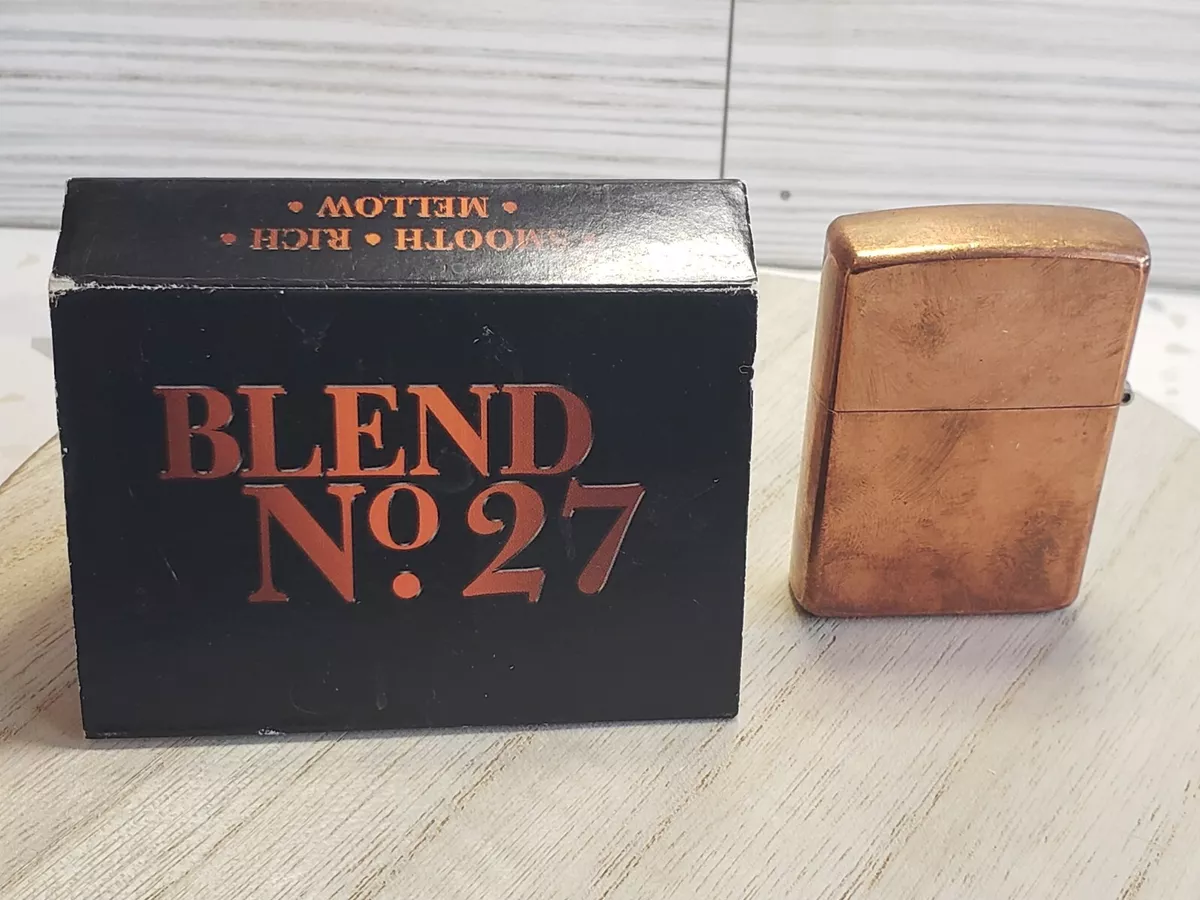 • SMOOTH • RICH •
• MELLOW •
BLEND
No. 27